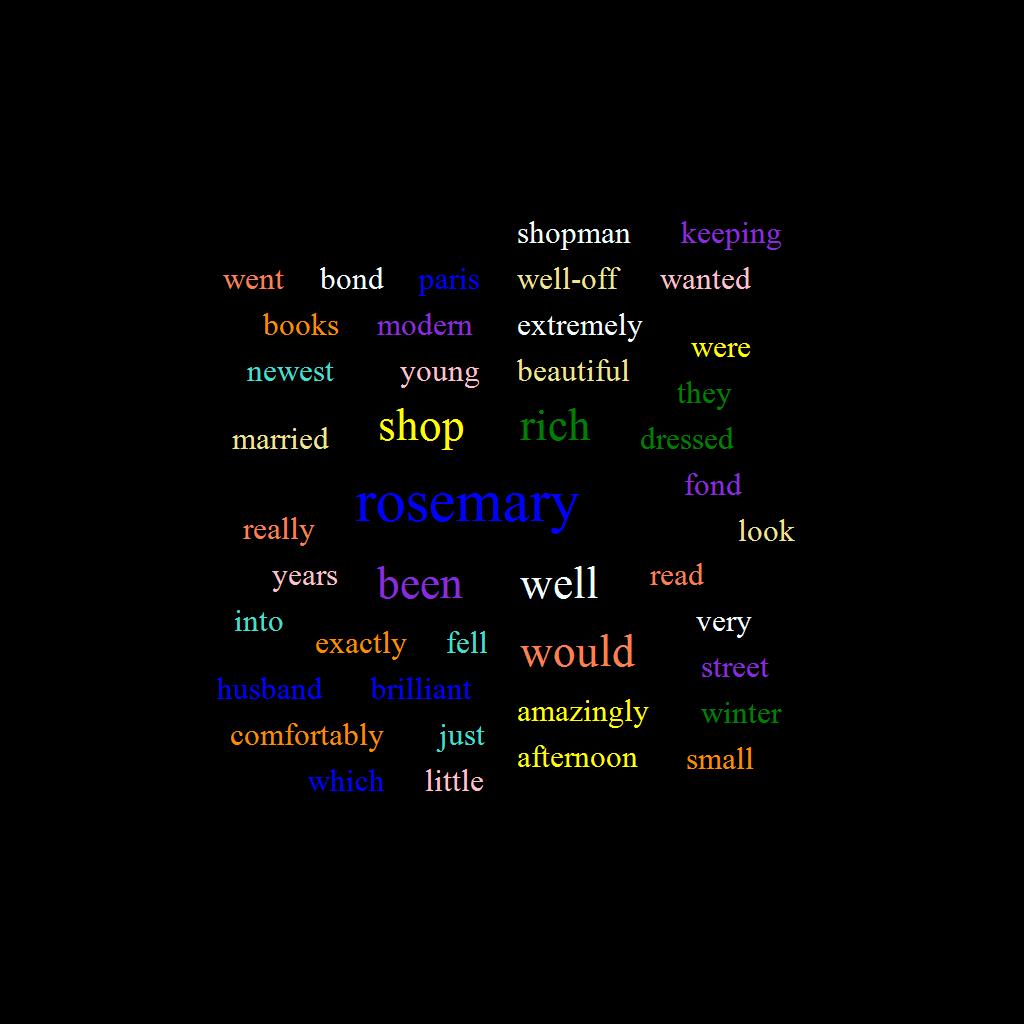 shopman keeping
went bond paris well-off wanted
books modern extremely
were
newest young beautiful
they
shop rich
married dressed
rosemary fond
really look
years been well read
into very
exactly fell would
street
husband brilliant
amazingly winter
comfortably just
afternoon small
which little